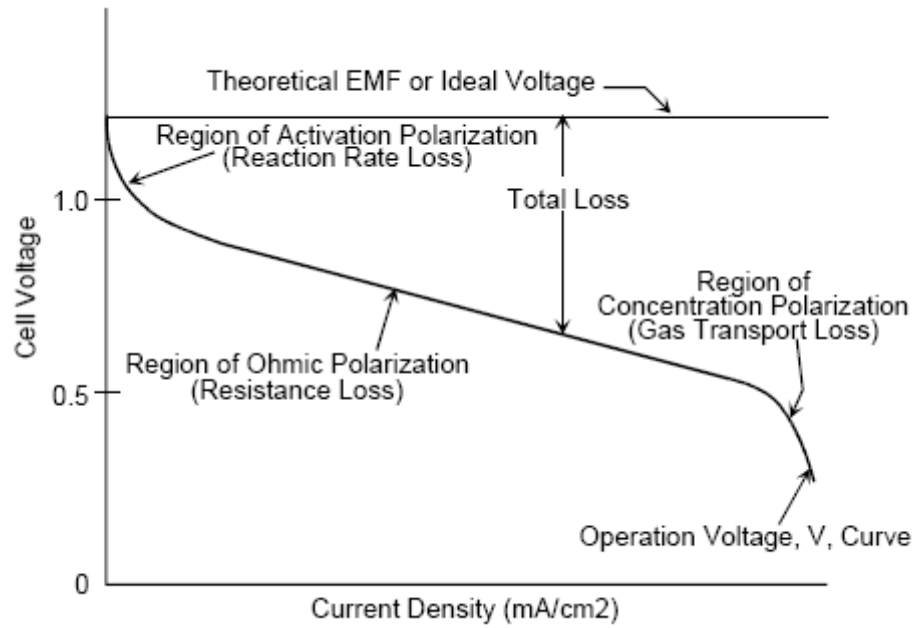 Theoretical EMF or Ideal Voltage
Region of Activation Polarization
(Reaction Rate Loss)
Total Loss
1.0
Cell Voltage
Region of
Concentration Polarization
(Gas Transport Loss)
Region of Ohmic Polarization
(Resistance Loss)
0.5
Operation Voltage, V, Curve
0
Current Density (mA/cm2)